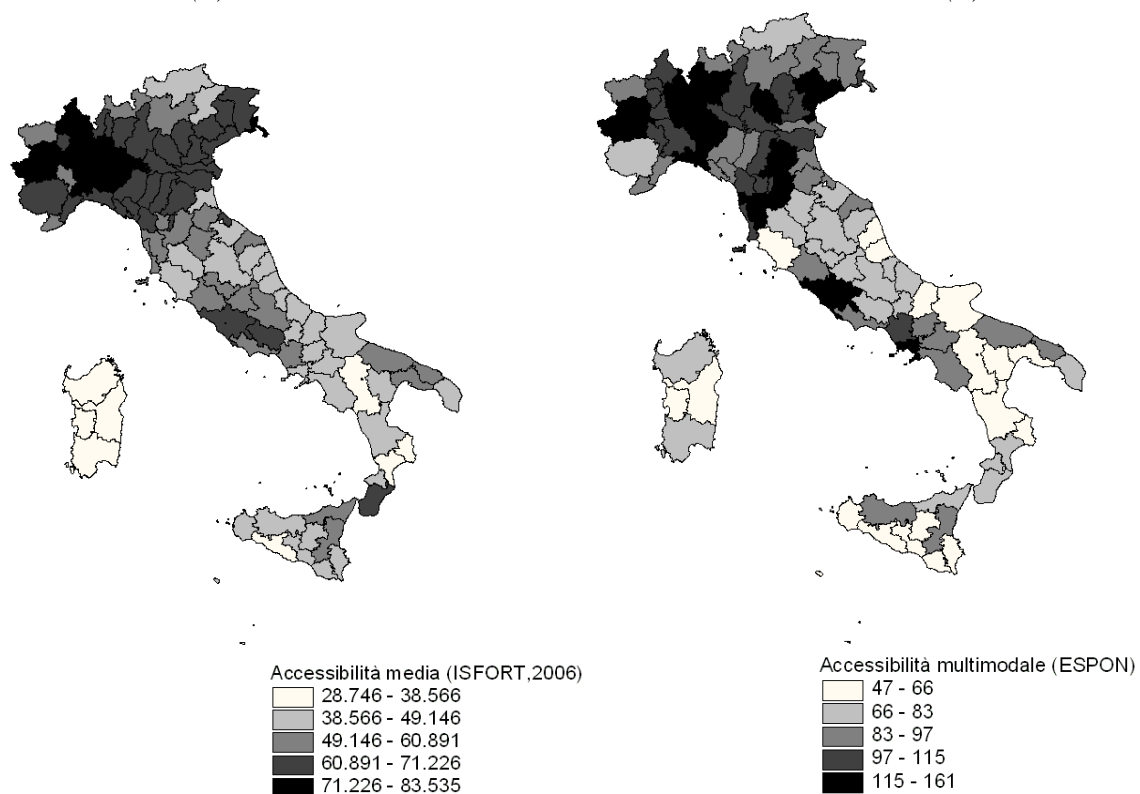 Accessibilità media (ISFORT,2006)
28.746 - 38.566
38.566 - 49.146
49.146 - 60.891
60.891 - 71.226
71.226 - 83.535
Accessibilità multimodale (ESPON)
47 - 66
66 - 83
83 - 97
97 - 115
115 - 161